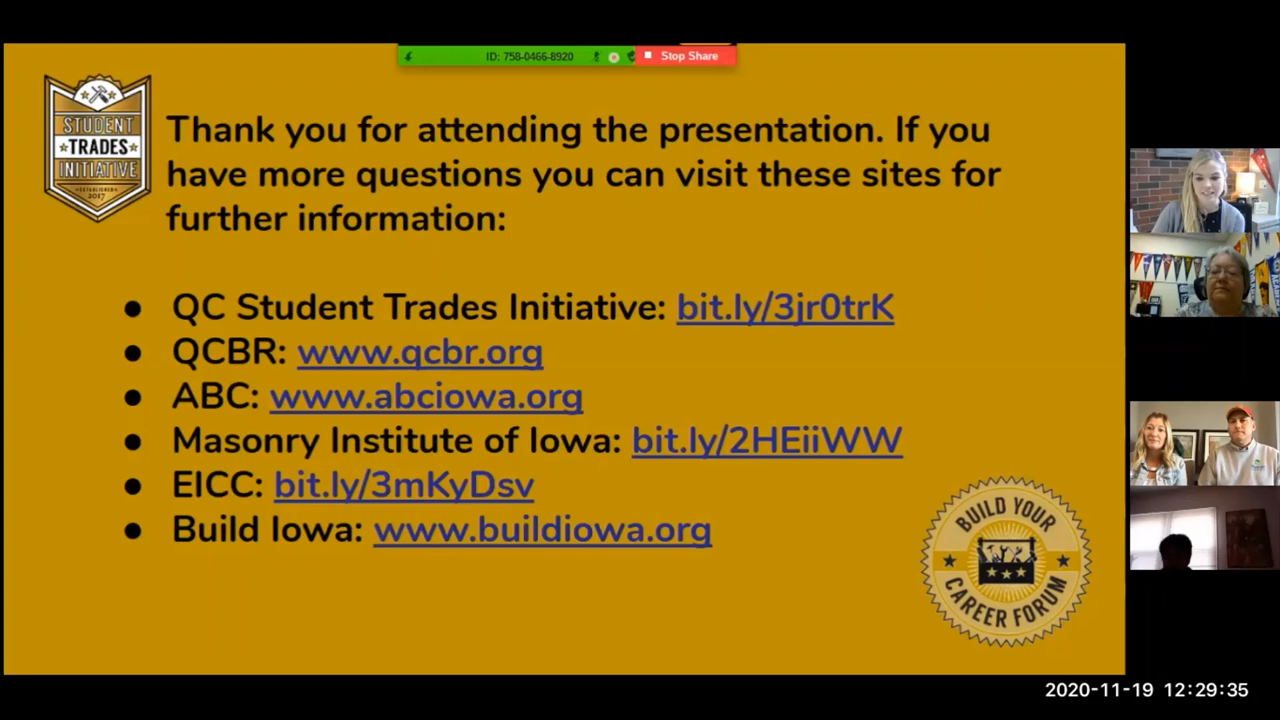 ID: 758-0466-8920
Stop Share
STUDENT
TRADES
INITIATIVE
ESTABLISHED
2017
Thank you for attending the presentation. If you
have more questions you can visit these sites for
further information:
● QC Student Trades Initiative: bit.ly/3jr0trK
● QCBR: www.qcbr.org
● ABC: www.abciowa.org
● Masonry Institute of Iowa: bit.ly/2HEiiWW
● EICC: bit.ly/3mKyDsv
● Build Iowa: www.buildiowa.org
BUILD YOUR
CAREER FORUM
2020-11-19 12:29:35